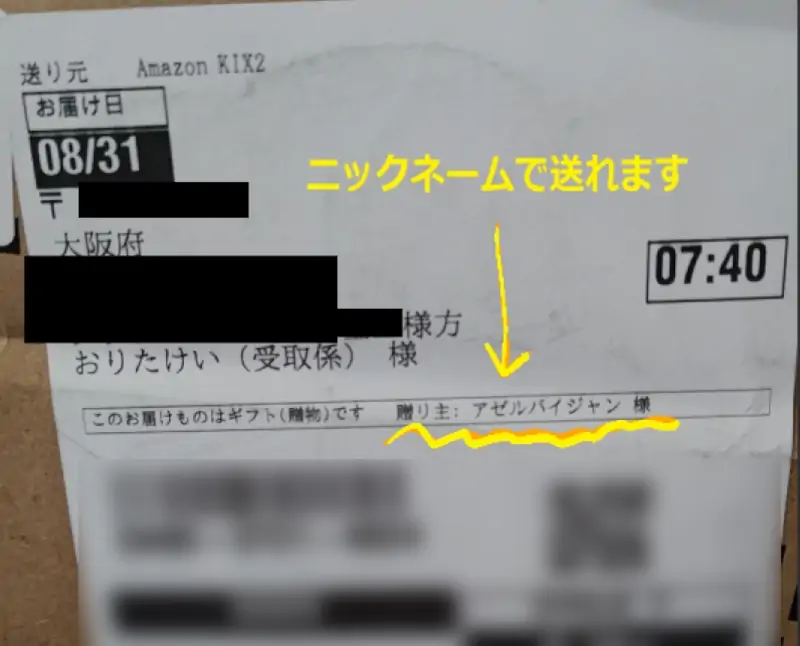 送り元 Amazon KIX2
お届け日
08/31
ニックネームで送れます
〒
大阪府
07:40
様方
おりたけい（受取係） 様
このお届けものはギフト(贈物)です 贈り主: アゼルバイジャン 様